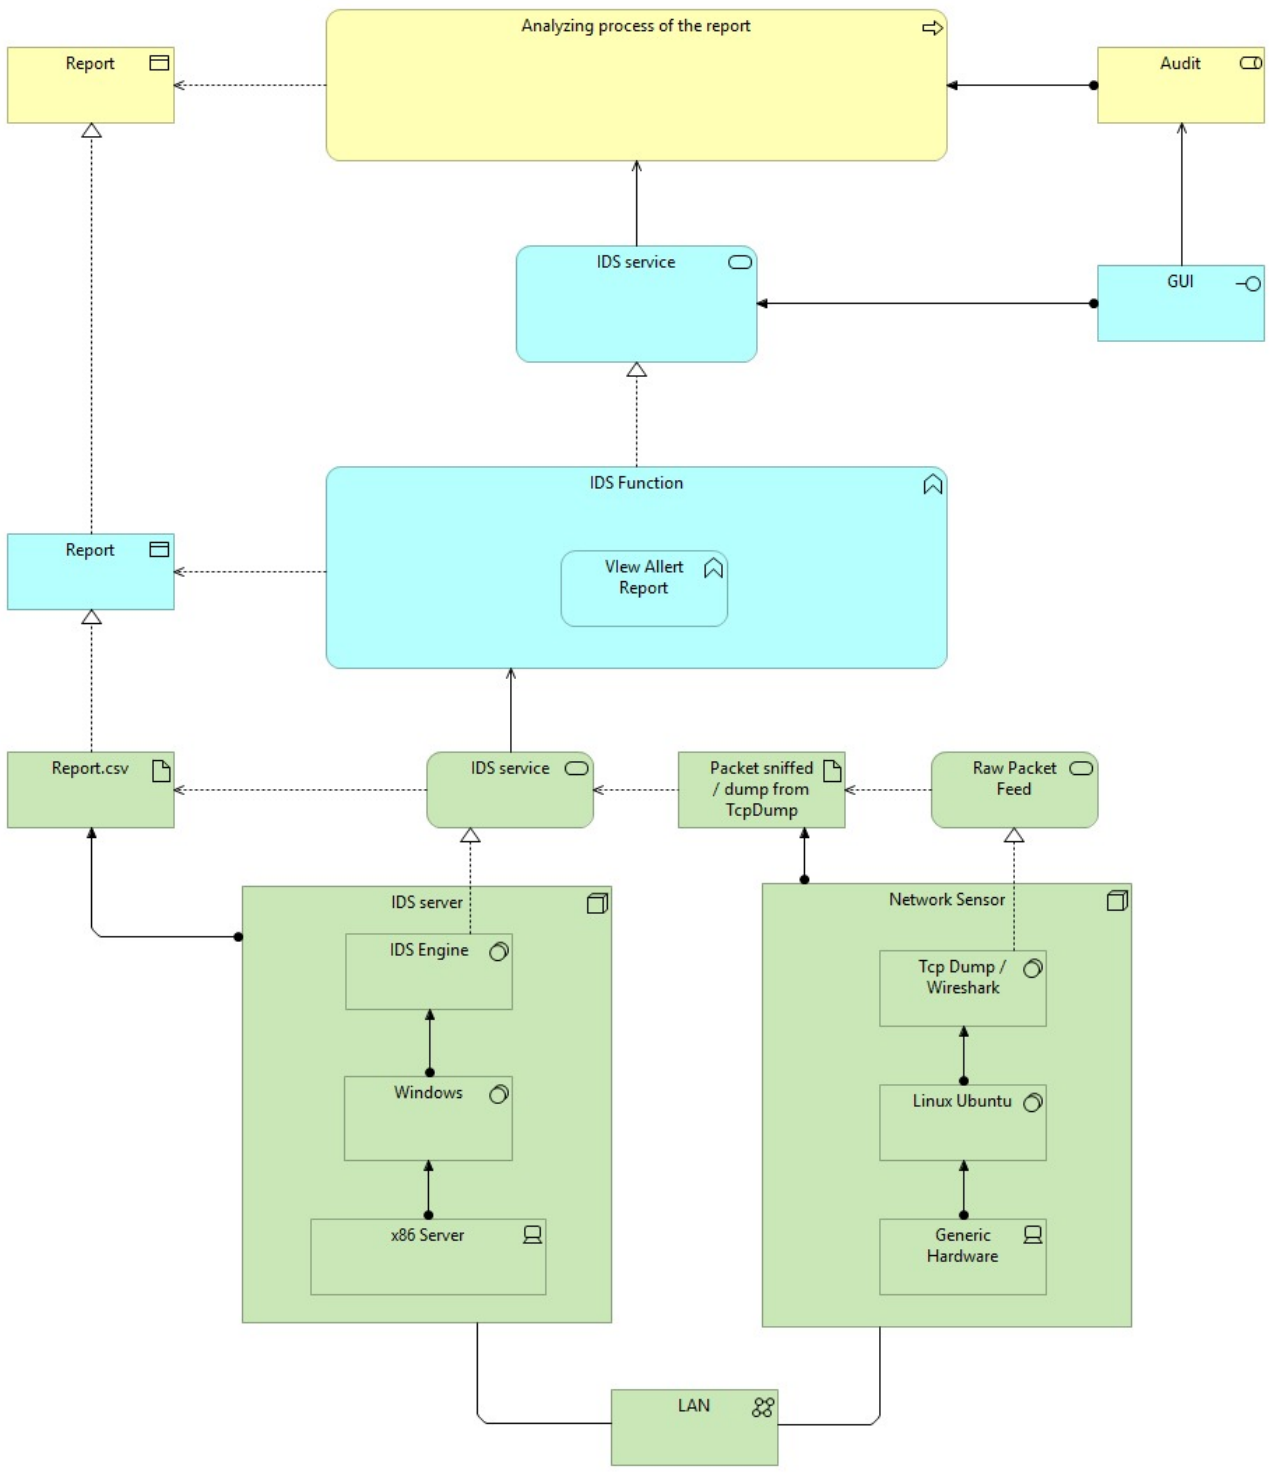 Analyzing process of the report
Report
Audit
IDS service
GUI
IDS Function
Report
VIew Allert
Report
Report.csv
IDS service
Packet sniffed
/ dump from
TcpDump
Raw Packet
Feed
IDS server
Network Sensor
IDS Engine
Tcp Dump /
Wireshark
Windows
Linux Ubuntu
x86 Server
Generic
Hardware
LAN